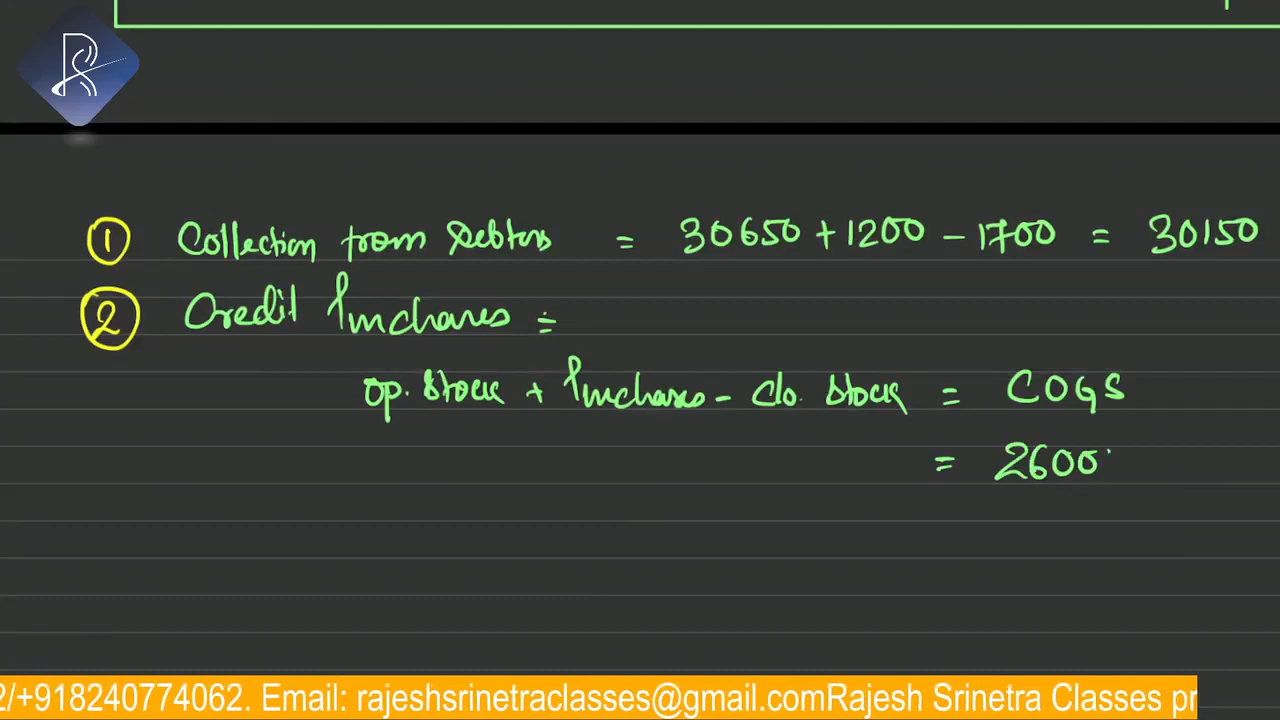 RS
① Collection from Debtors = 30650 + 1200 - 1700 = 30150
② Credit Purchases =
Op. Stock + Purchases - Clo. Stock = COGS
= 2600
2/+918240774062. Email: rajeshsrinetraclasses@gmail.comRajesh Srinetra Classes pr